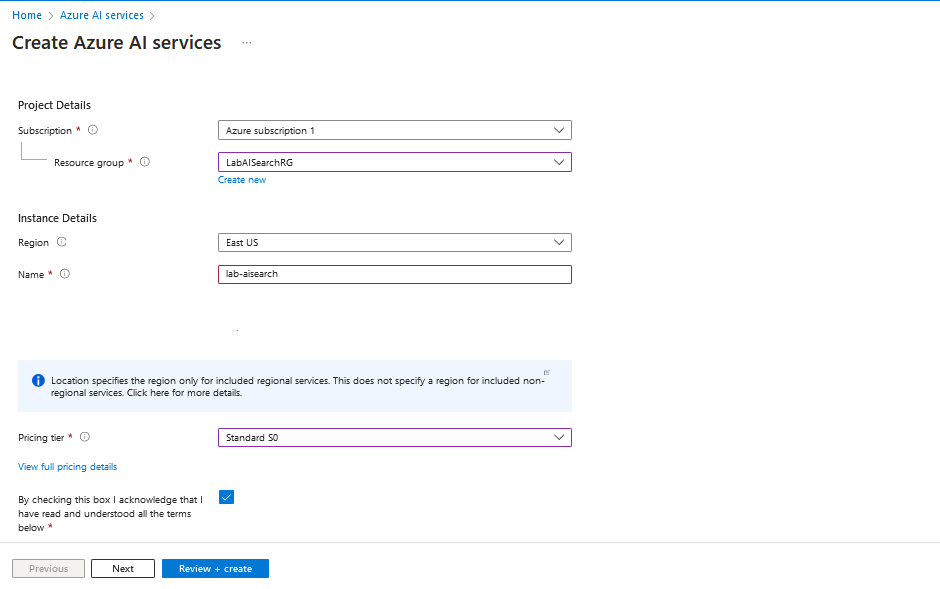 Home > Azure AI services >
Create Azure AI services ...
Project Details
Subscription * Azure subscription 1
Resource group * LabAISearchRG
Create new
Instance Details
Region East US
Name * lab-aisearch
Location specifies the region only for included regional services. This does not specify a region for included non-
regional services. Click here for more details.
Pricing tier * Standard S0
View full pricing details
By checking this box I acknowledge that I
have read and understood all the terms
below *
Previous Next Review + create